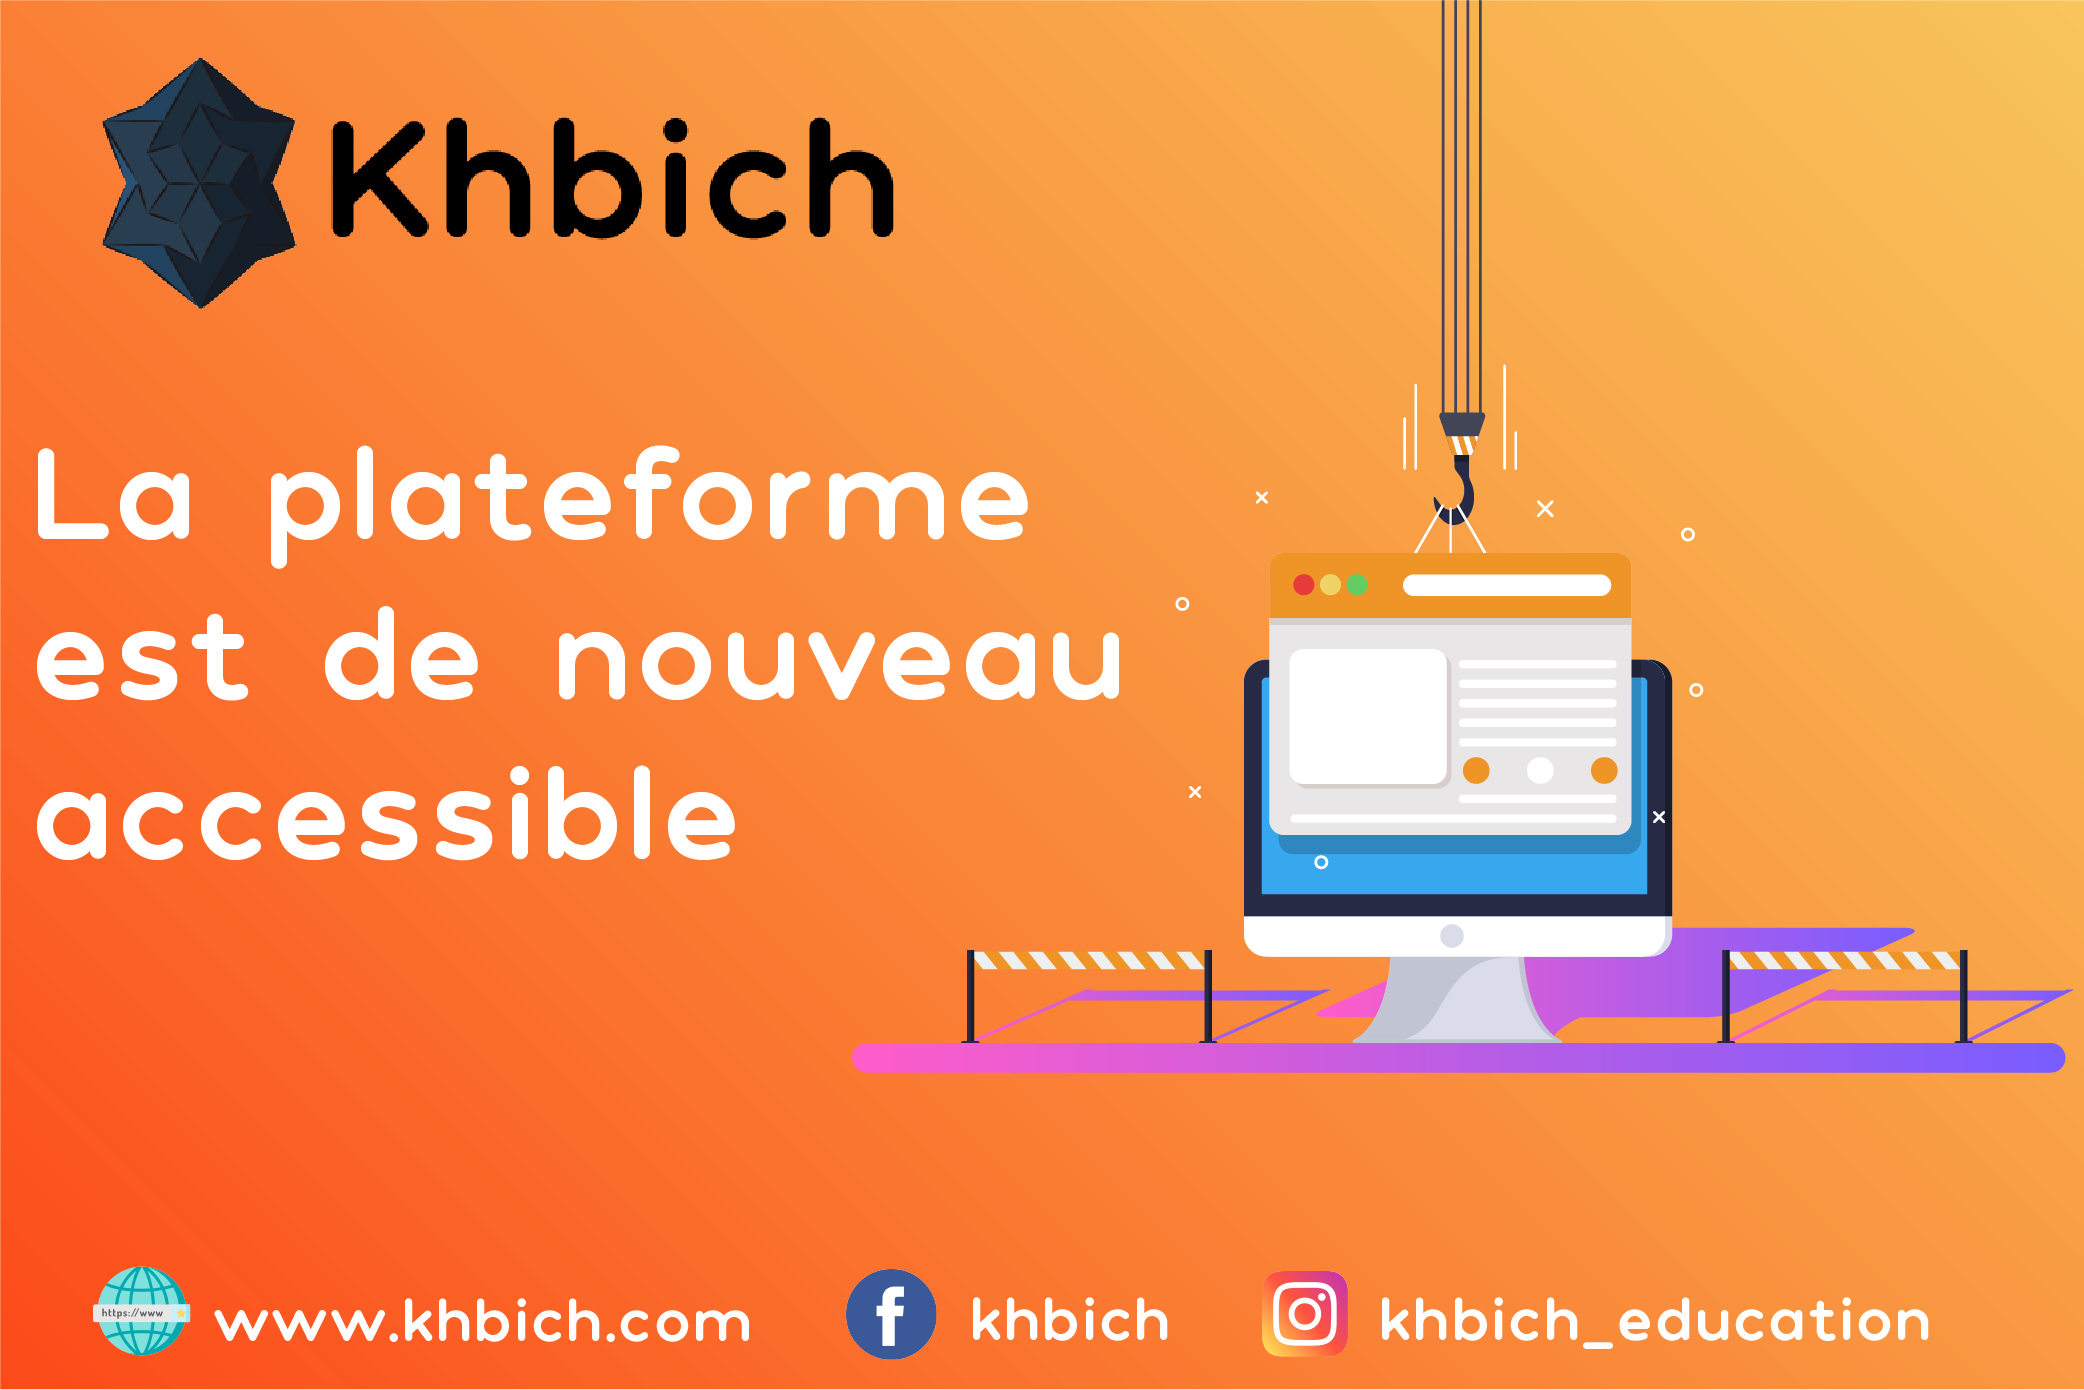 Khbich
La plateforme
est de nouveau
accessible
https://www
www.khbich.com
khbich
khbich_education